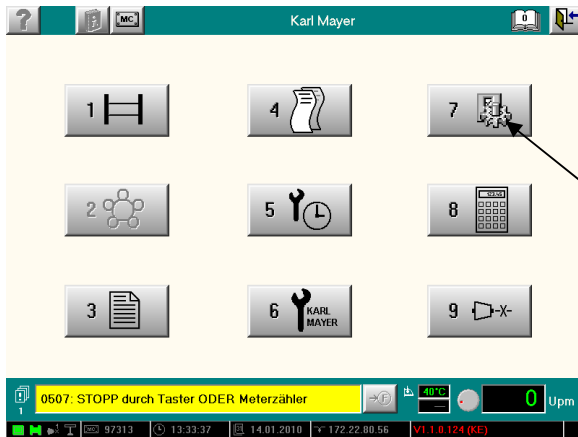 ? MC Karl Mayer 0
1 4 7
2 5 8
3 6 KARL MAYER 9 -X-
0507: STOPP durch Taster ODER Meterzähler
1 40°C 0 Upm
MC 97313 13:33:37 14.01.2010 172.22.80.56 V1.1.0.124 (KE)